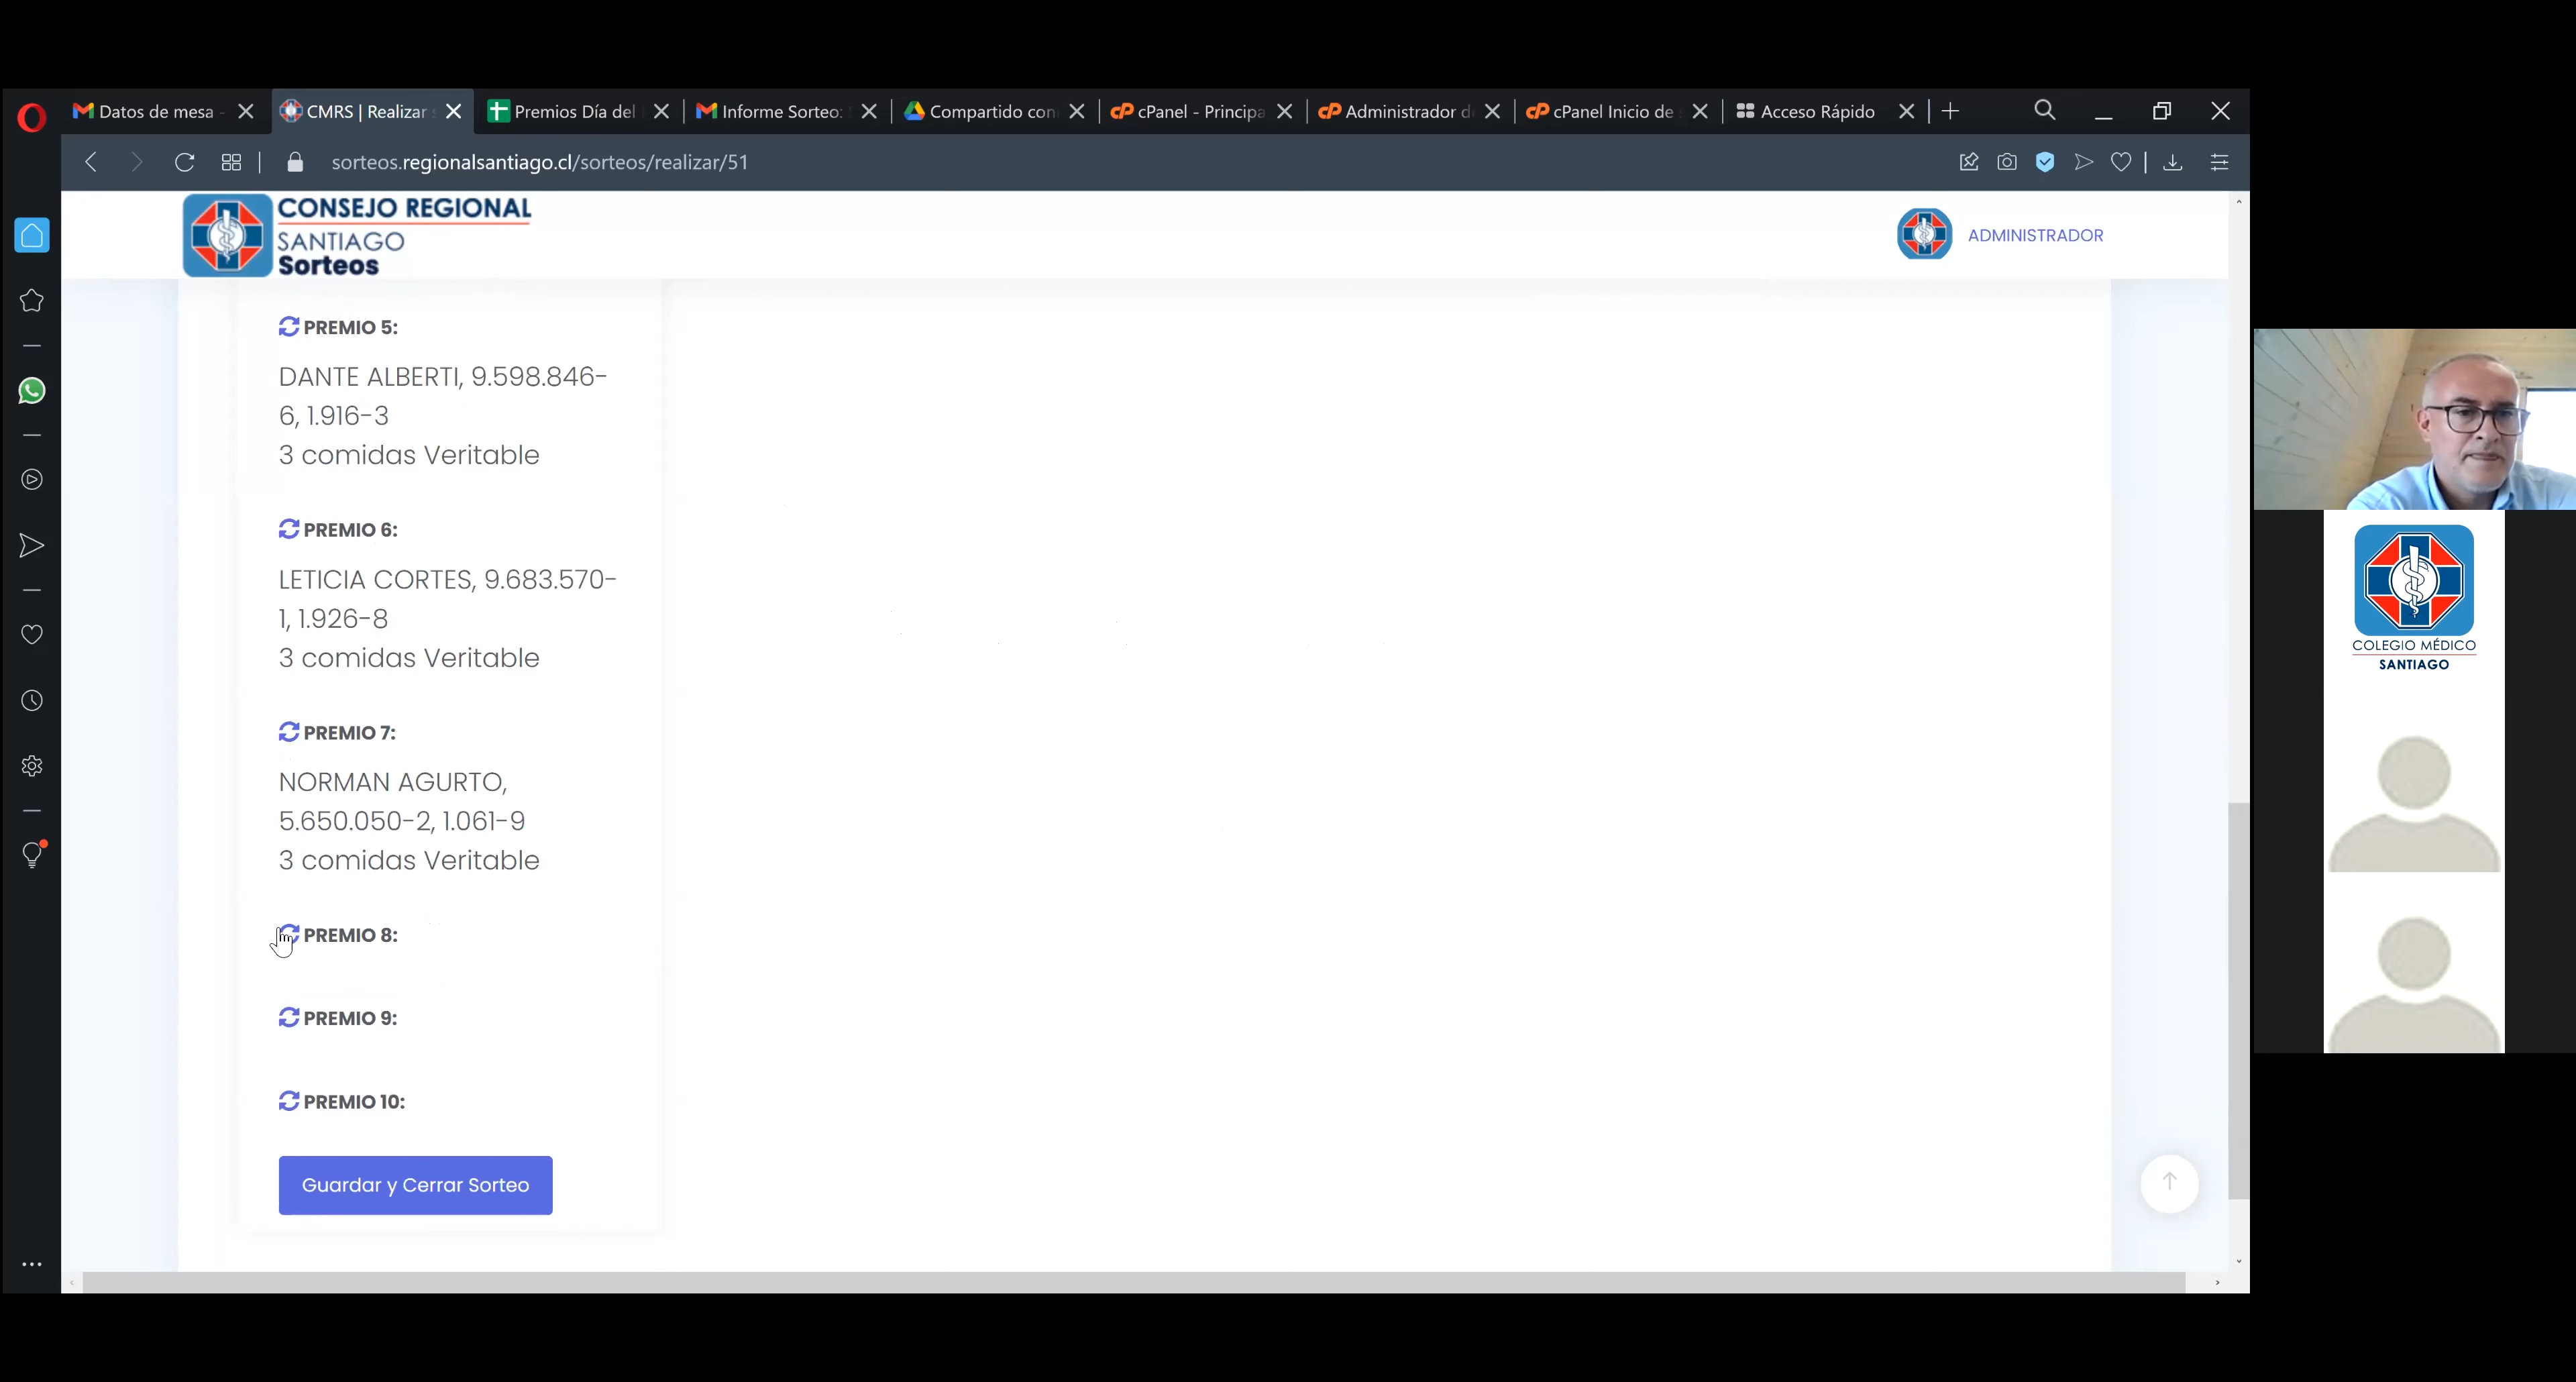 Datos de mesa -
CMRS | Realizar
Premios Día del
Informe Sorteo:
Compartido con
cPanel - Principa
Administrador d
cPanel Inicio de
Acceso Rápido
sorteos.regionalsantiago.cl/sorteos/realizar/51
CONSEJO REGIONAL
SANTIAGO
Sorteos
ADMINISTRADOR
PREMIO 5:
DANTE ALBERTI, 9.598.846-
6, 1.916-3
3 comidas Veritable
PREMIO 6:
LETICIA CORTES, 9.683.570-
1, 1.926-8
3 comidas Veritable
PREMIO 7:
NORMAN AGURTO,
5.650.050-2, 1.061-9
3 comidas Veritable
PREMIO 8:
PREMIO 9:
PREMIO 10:
Guardar y Cerrar Sorteo
COLEGIO MÉDICO
SANTIAGO